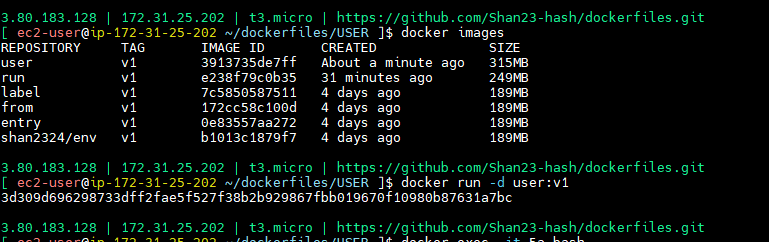 3.80.183.128 | 172.31.25.202 | t3.micro | https://github.com/Shan23-hash/dockerfiles.git
[ ec2-user@ip-172-31-25-202 ~/dockerfiles/USER ]$ docker images
REPOSITORY TAG IMAGE ID CREATED SIZE
user v1 3913735de7ff About a minute ago 315MB
run v1 e238f79c0b35 31 minutes ago 249MB
label v1 7c5850587511 4 days ago 189MB
from v1 172cc58c100d 4 days ago 189MB
entry v1 0e83557aa272 4 days ago 189MB
shan2324/env v1 b1013c1879f7 4 days ago 189MB
3.80.183.128 | 172.31.25.202 | t3.micro | https://github.com/Shan23-hash/dockerfiles.git
[ ec2-user@ip-172-31-25-202 ~/dockerfiles/USER ]$ docker run -d user:v1
3d309d696298733dff2fae5f527f38b2b929867fbb019670f10980b87631a7bc
3.80.183.128 | 172.31.25.202 | t3.micro | https://github.com/Shan23-hash/dockerfiles.git
[ ec2-user@ip-172-31-25-202 ~/dockerfiles/USER ]$ docker exec -it 5a bash